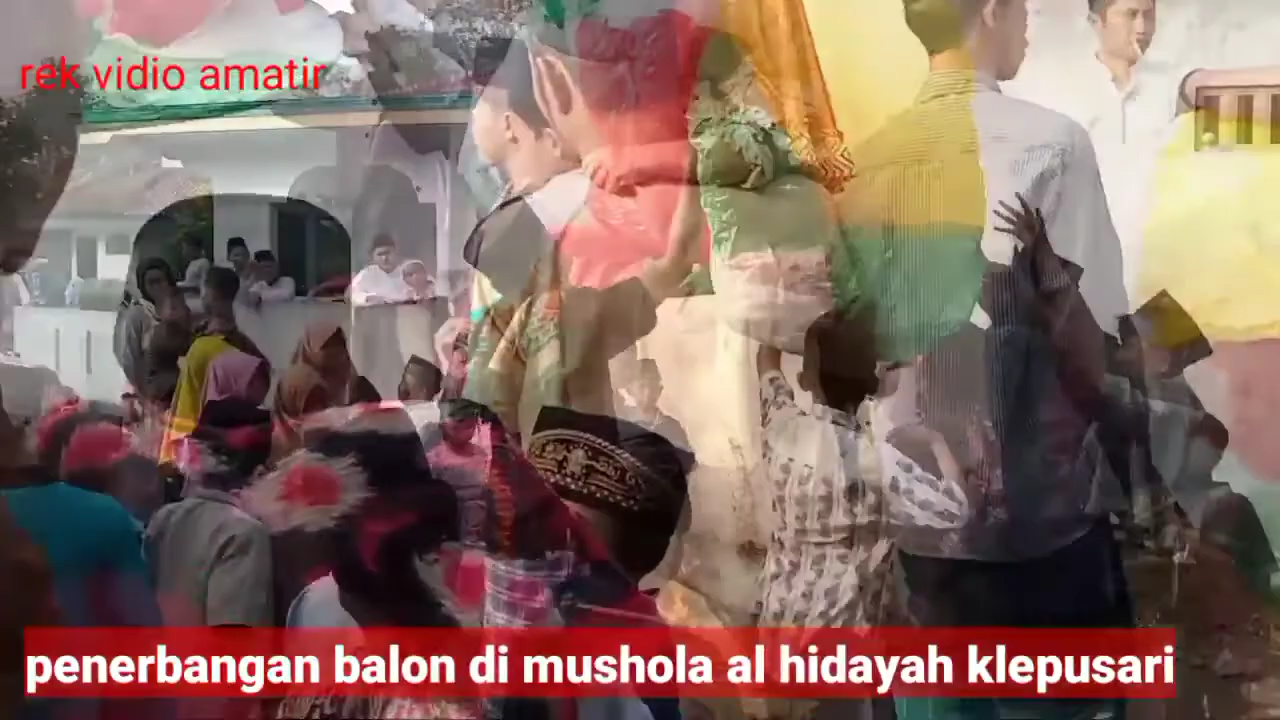 rek vidio amatir
penerbangan balon di mushola al hidayah klepusari